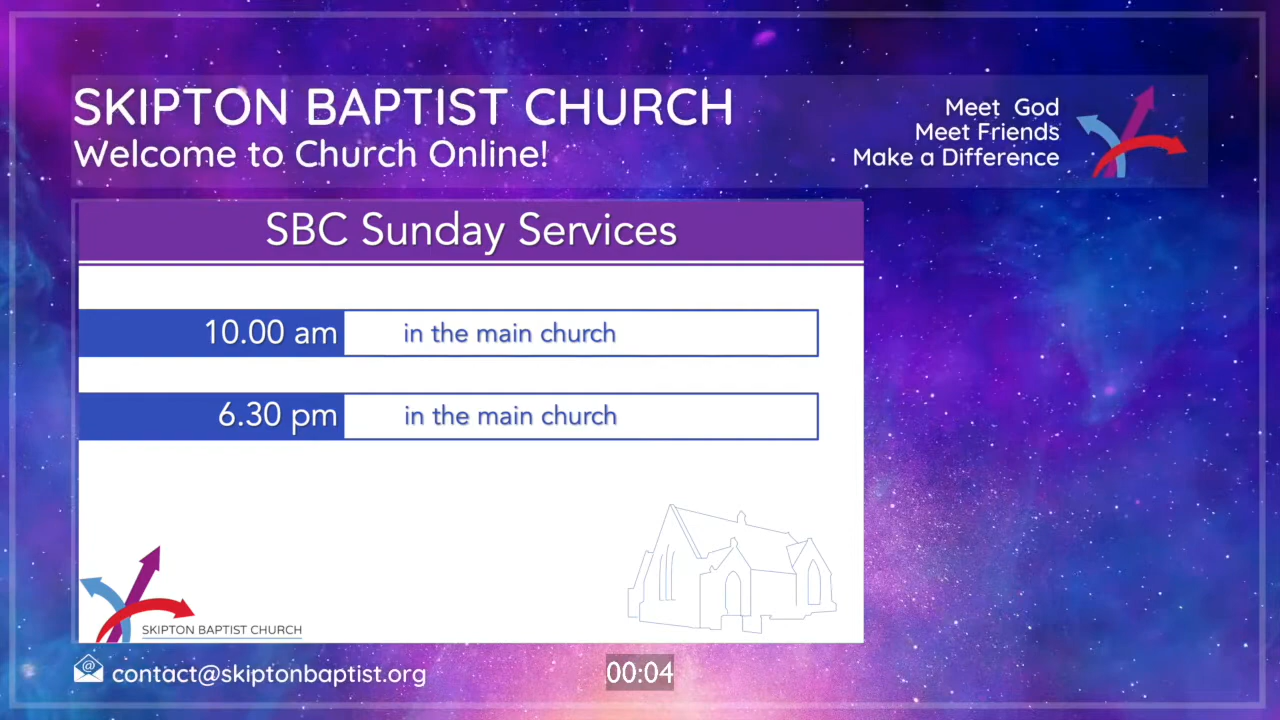 SKIPTON BAPTIST CHURCH
Welcome to Church Online!
Meet God
Meet Friends
Make a Difference
SBC Sunday Services
10.00 am in the main church
6.30 pm in the main church
SKIPTON BAPTIST CHURCH
@ contact@skiptonbaptist.org
00:04